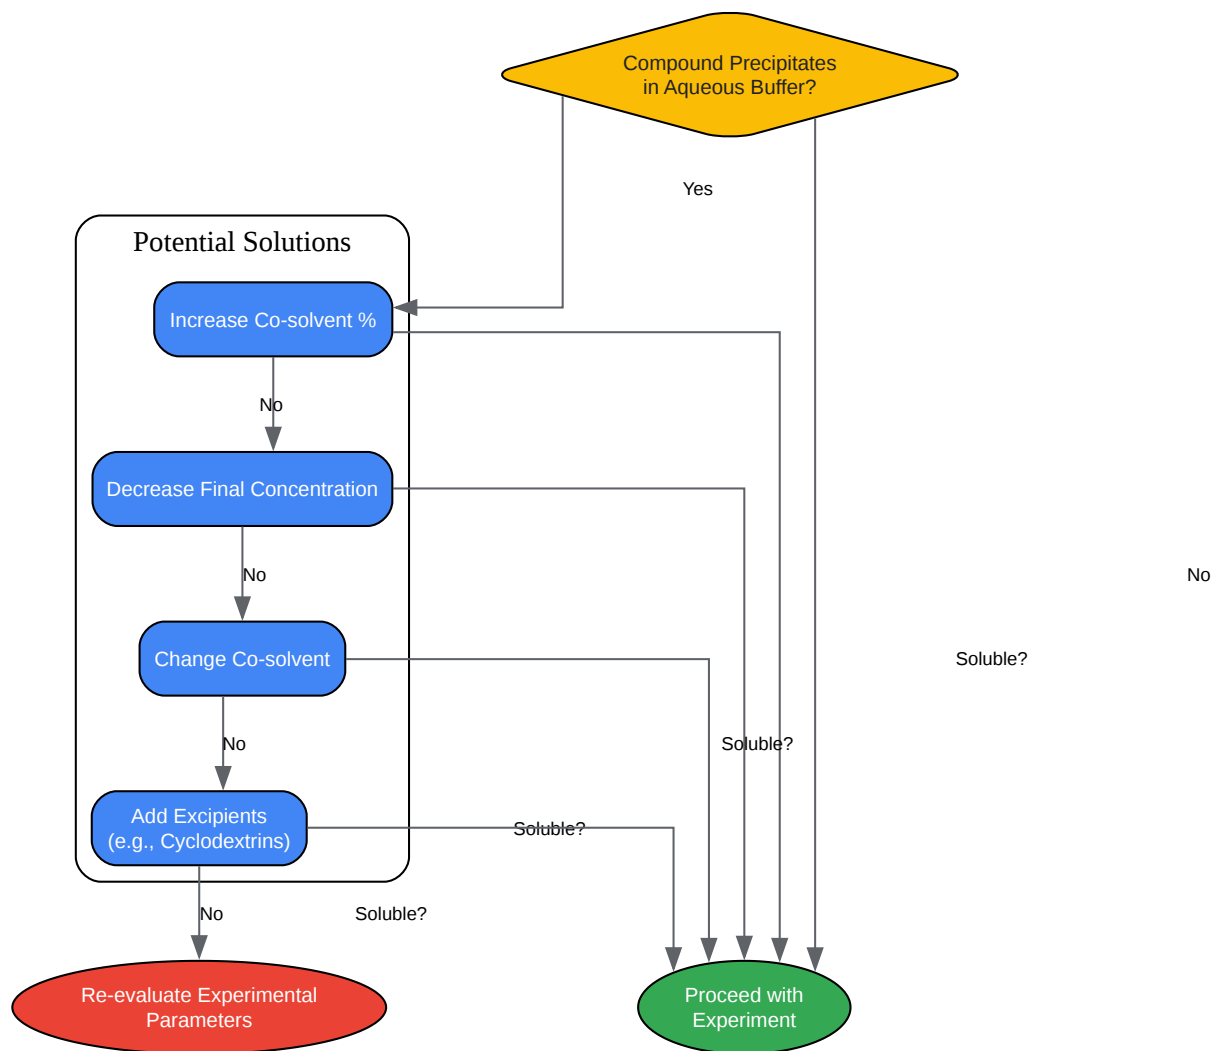 Compound Precipitates
in Aqueous Buffer?
Yes
Potential Solutions
Increase Co-solvent %
No
Decrease Final Concentration
No
No
Change Co-solvent
Soluble?
No
Soluble?
Add Excipients
(e.g., Cyclodextrins)
Soluble?
No
Soluble?
Re-evaluate Experimental
Parameters
Proceed with
Experiment